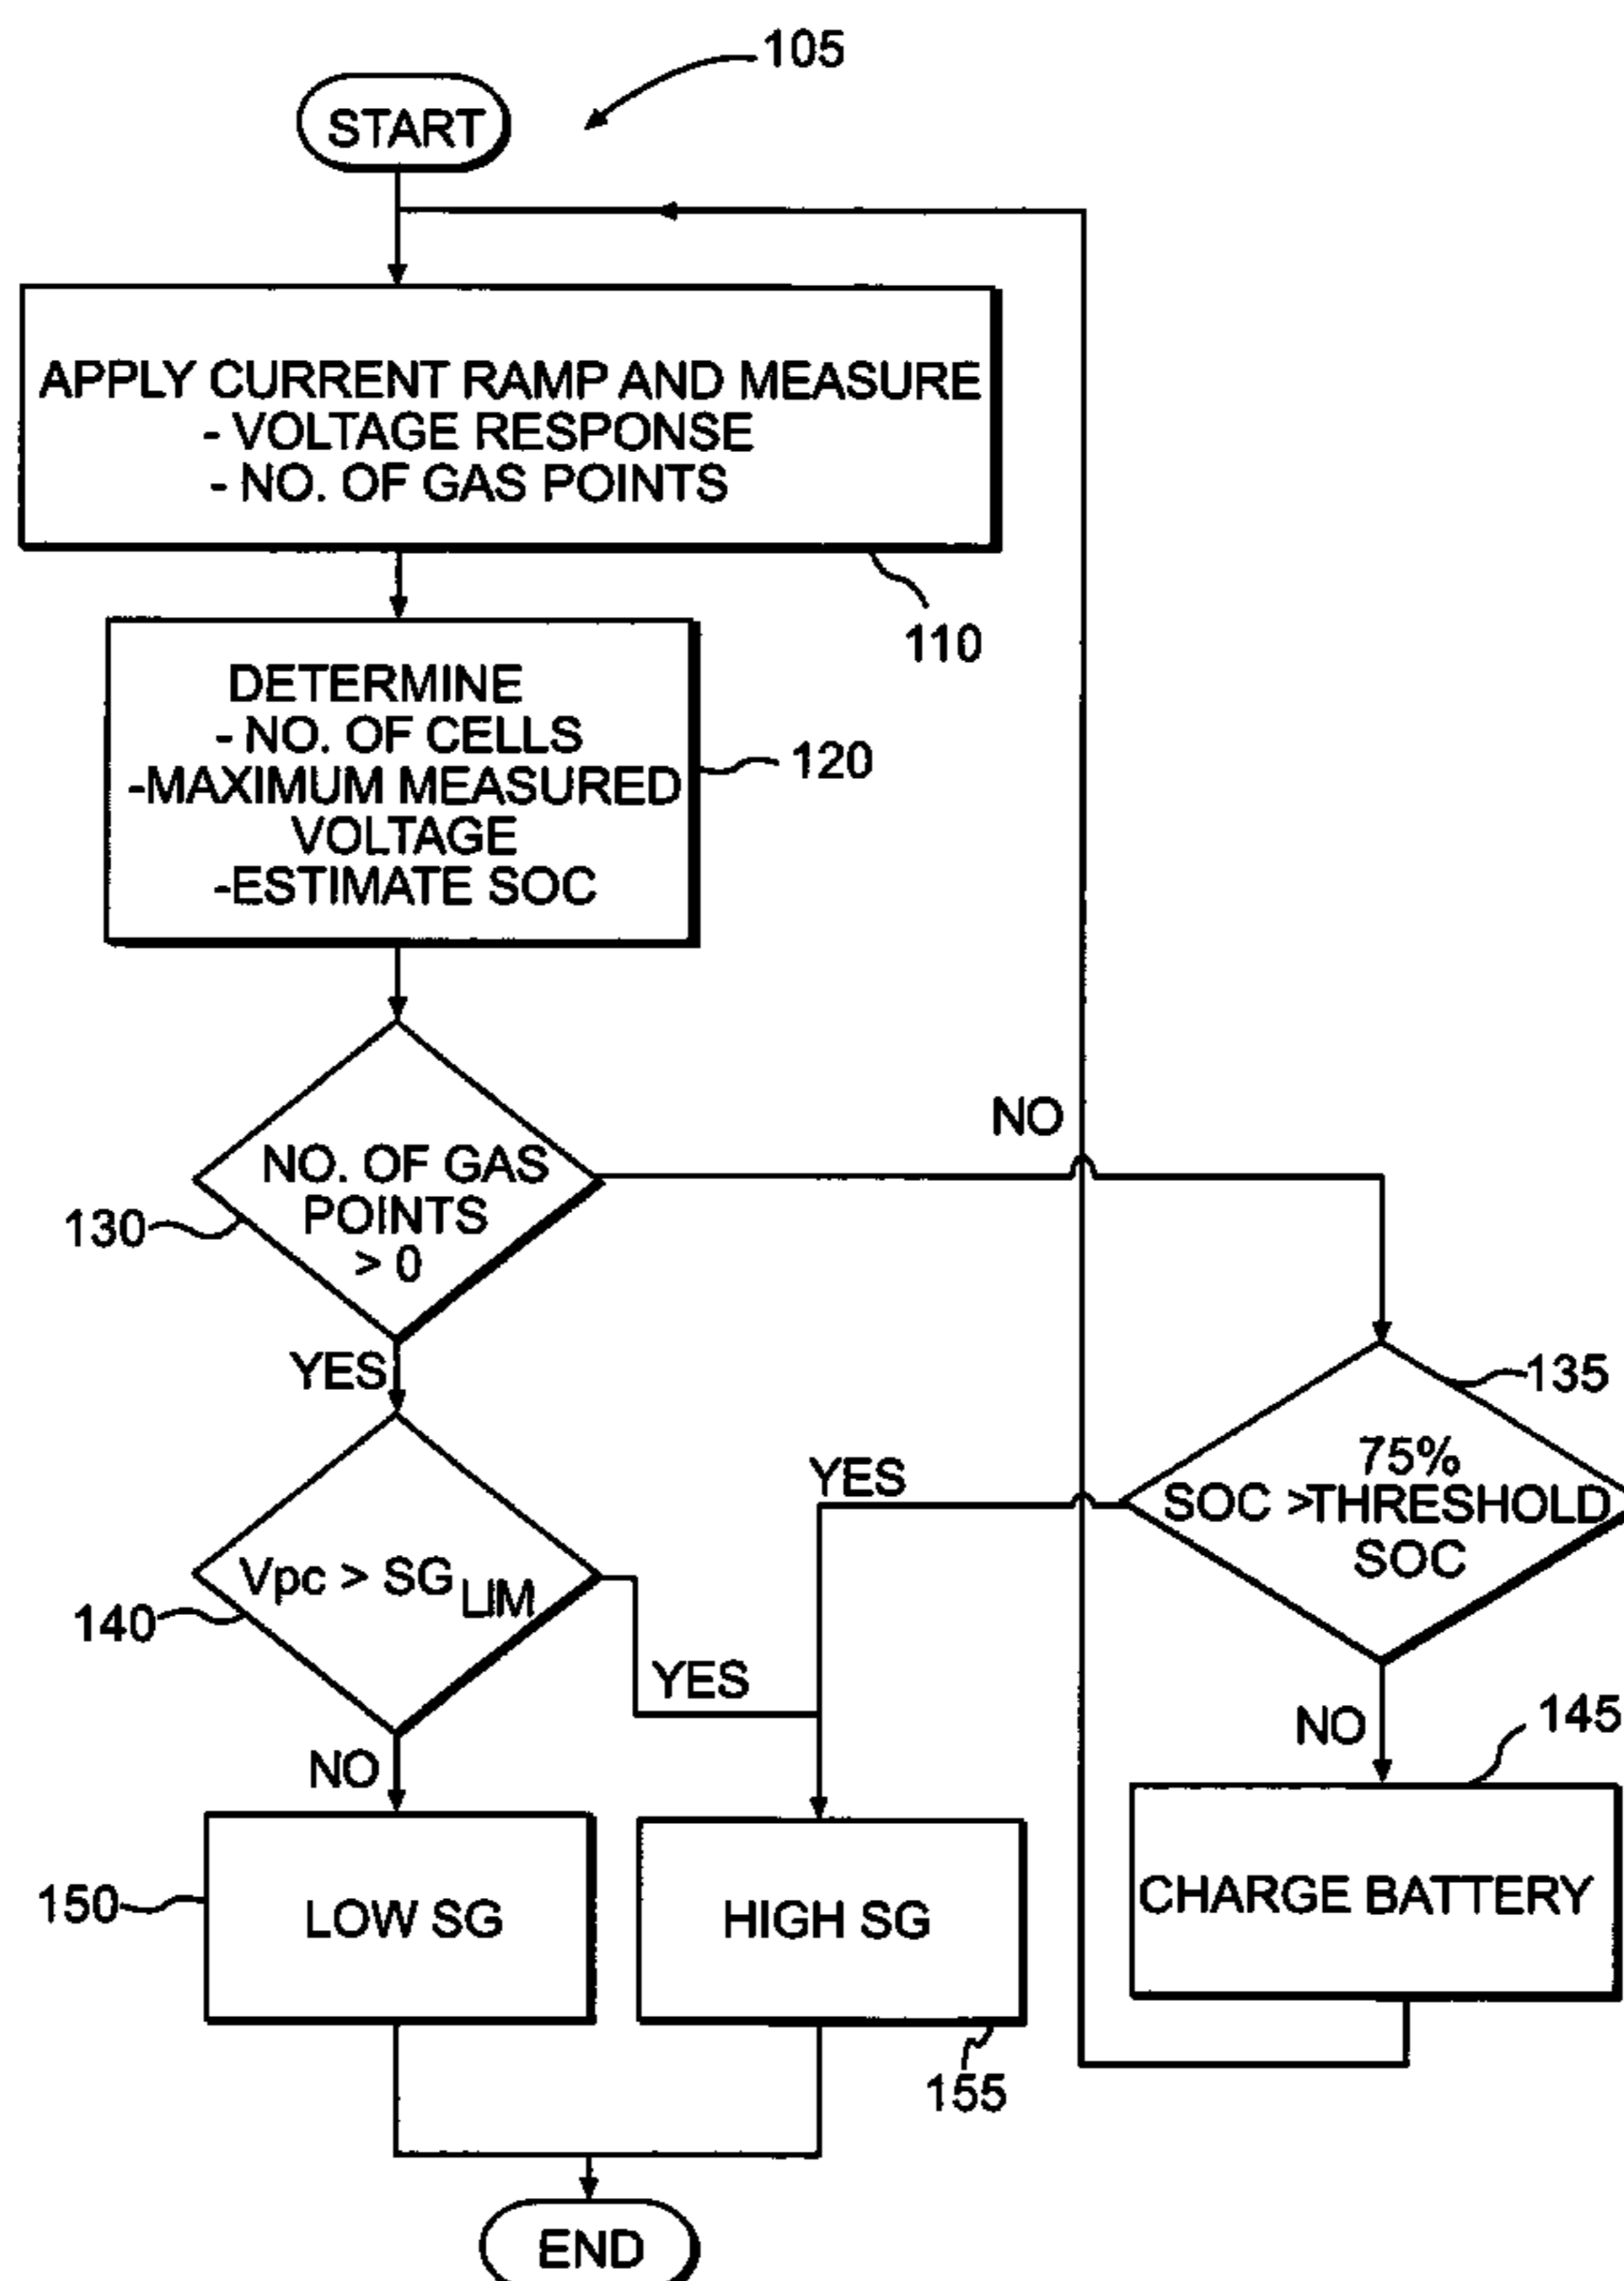 105
START
APPLY CURRENT RAMP AND MEASURE
- VOLTAGE RESPONSE
- NO. OF GAS POINTS
110
DETERMINE
- NO. OF CELLS
-MAXIMUM MEASURED
VOLTAGE
-ESTIMATE SOC
120
NO
NO. OF GAS
POINTS
> 0
130
YES
135
75%
SOC >THRESHOLD
SOC
YES
Vpc > SG LIM
140
YES
NO
NO
145
LOW SG
150
HIGH SG
155
CHARGE BATTERY
END